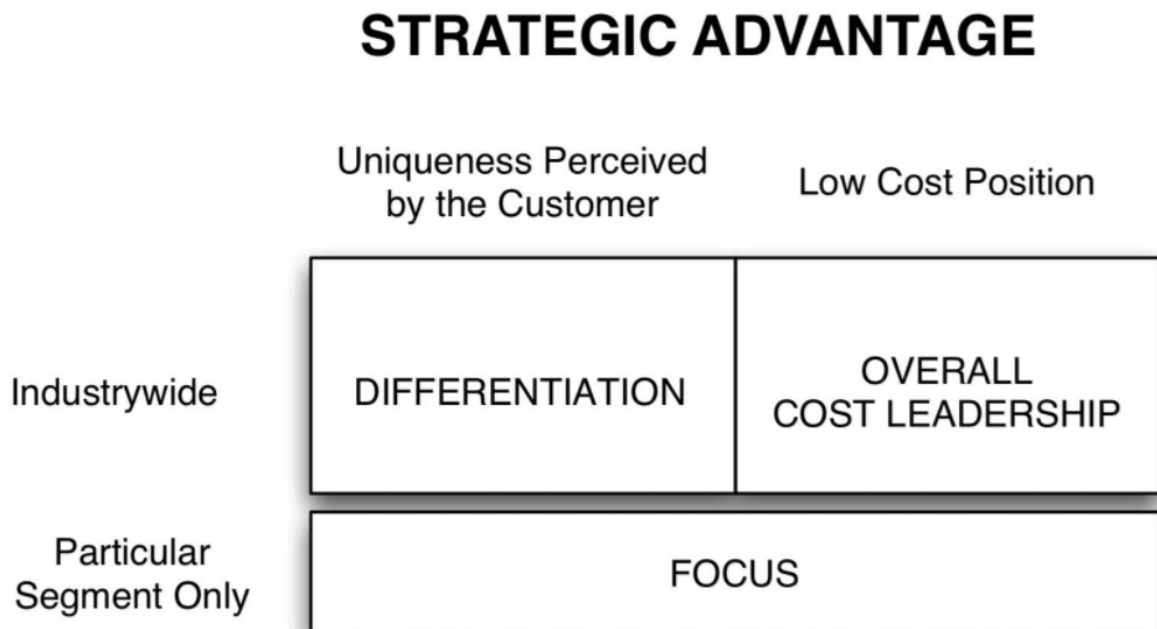 STRATEGIC ADVANTAGE
Uniqueness Perceived
by the Customer
Low Cost Position
Industrywide
DIFFERENTIATION
OVERALL
COST LEADERSHIP
Particular
Segment Only
FOCUS